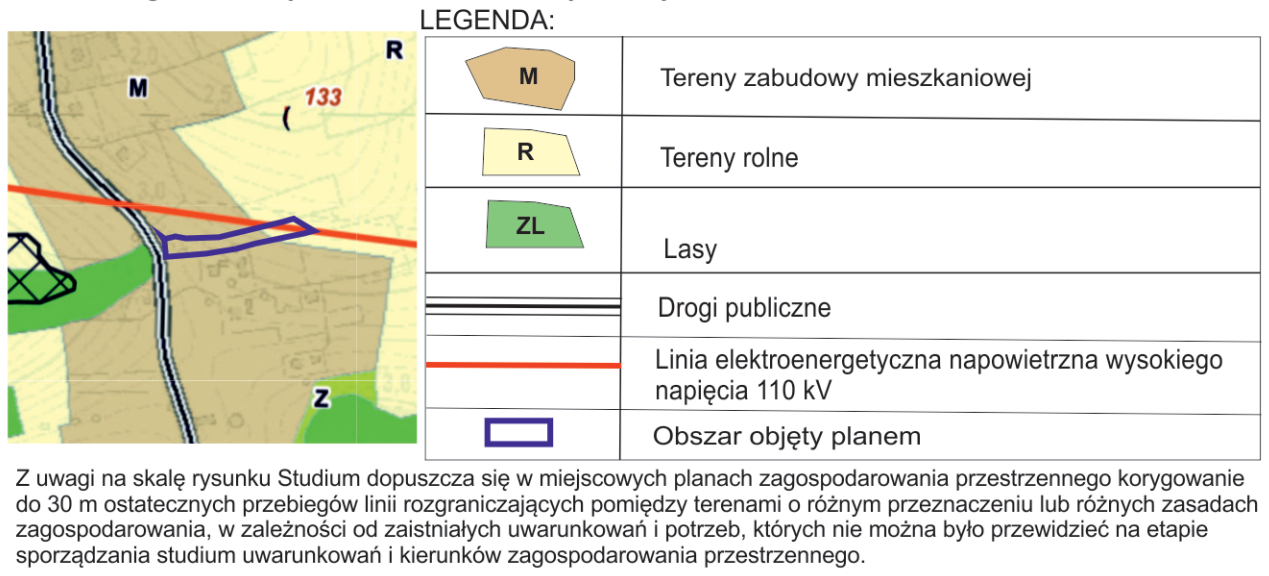 LEGENDA:
R
M
133
Z
M
Tereny zabudowy mieszkaniowej
R
Tereny rolne
ZL
Lasy
Drogi publiczne
Linia elektroenergetyczna napowietrzna wysokiego
napięcia 110 kV
Obszar objęty planem
Z uwagi na skalę rysunku Studium dopuszcza się w miejscowych planach zagospodarowania przestrzennego korygowanie
do 30 m ostatecznych przebiegów linii rozgraniczających pomiędzy terenami o różnym przeznaczeniu lub różnych zasadach
zagospodarowania, w zależności od zaistniałych uwarunkowań i potrzeb, których nie można było przewidzieć na etapie
sporządzania studium uwarunkowań i kierunków zagospodarowania przestrzennego.